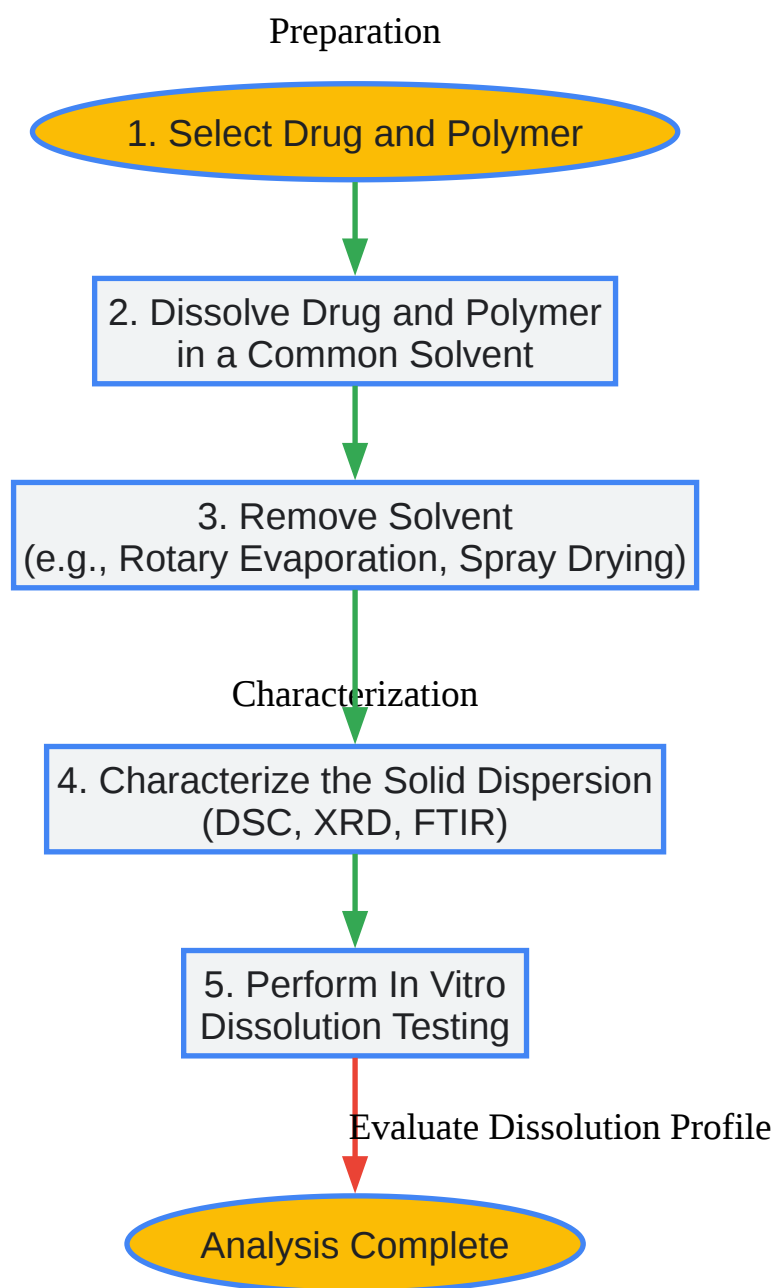 Preparation
1. Select Drug and Polymer
2. Dissolve Drug and Polymer
in a Common Solvent
3. Remove Solvent
(e.g., Rotary Evaporation, Spray Drying)
Characterization
4. Characterize the Solid Dispersion
(DSC, XRD, FTIR)
5. Perform In Vitro
Dissolution Testing
Evaluate Dissolution Profile
Analysis Complete